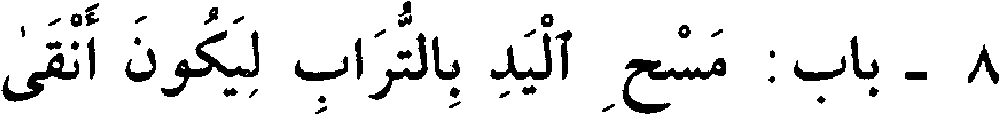 ٨ ـ باب : مَسْحِ ٱلْيَدِ بِالتُّرَابِ لِيَكُونَ أَنْقَىٰ